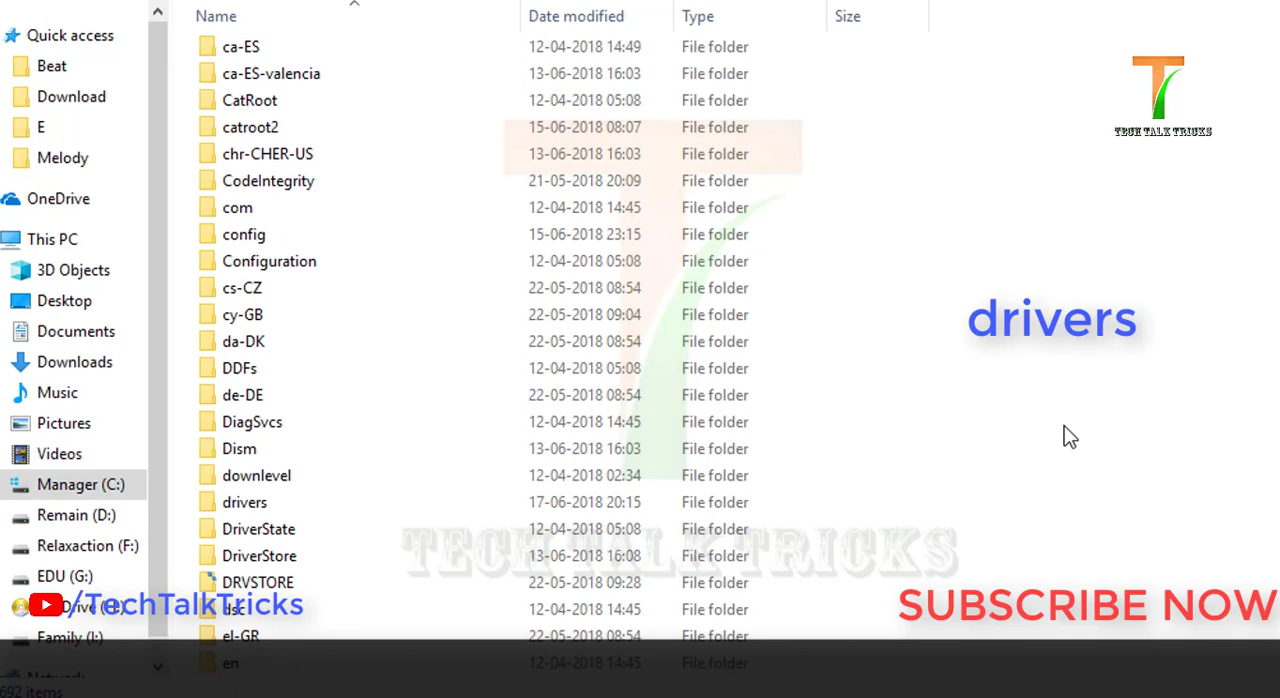 Name Date modified Type Size
Quick access
Beat
Download
E
Melody
OneDrive
This PC
3D Objects
Desktop
Documents
Downloads
Music
Pictures
Videos
Manager (C:)
Remain (D:)
Relaxaction (F:)
EDU (G:)
Family (I:)
692 items
ca-ES 12-04-2018 14:49 File folder
ca-ES-valencia 13-06-2018 16:03 File folder
CatRoot 12-04-2018 05:08 File folder
catroot2 15-06-2018 08:07 File folder
chr-CHER-US 13-06-2018 16:03 File folder
CodeIntegrity 21-05-2018 20:09 File folder
com 12-04-2018 14:45 File folder
config 15-06-2018 23:15 File folder
Configuration 12-04-2018 05:08 File folder
cs-CZ 22-05-2018 08:54 File folder
cy-GB 22-05-2018 09:04 File folder
da-DK 22-05-2018 08:54 File folder
DDFs 12-04-2018 05:08 File folder
de-DE 22-05-2018 08:54 File folder
DiagSvcs 12-04-2018 14:45 File folder
Dism 13-06-2018 16:03 File folder
downlevel 12-04-2018 02:34 File folder
drivers 17-06-2018 20:15 File folder
DriverState 12-04-2018 05:08 File folder
DriverStore 13-06-2018 16:08 File folder
DRVSTORE 22-05-2018 09:28 File folder
dsc 12-04-2018 14:45 File folder
el-GR 22-05-2018 08:54 File folder
en 12-04-2018 14:45 File folder
TECH TALK TRICKS
drivers
TECH TALK TRICKS
/TechTalkTricks
SUBSCRIBE NOW